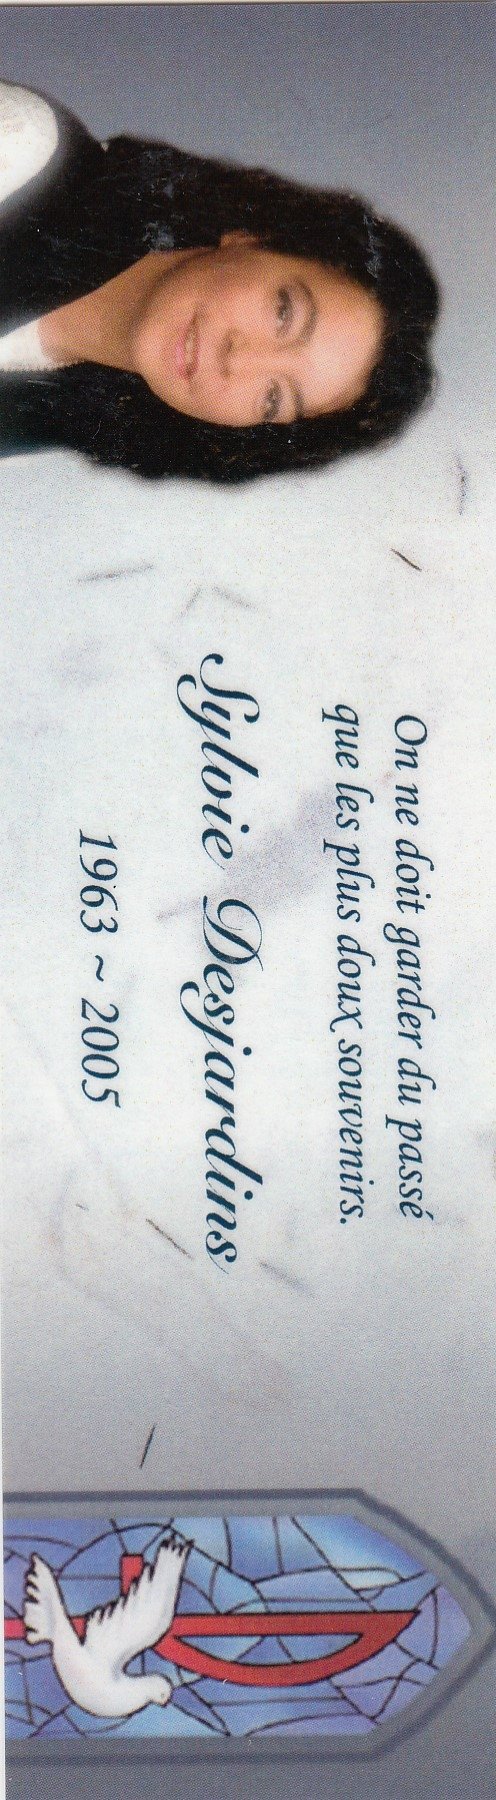 On ne doit garder du passé
que les plus doux souvenirs.
Sylvie Desjardins
1963 ~ 2005